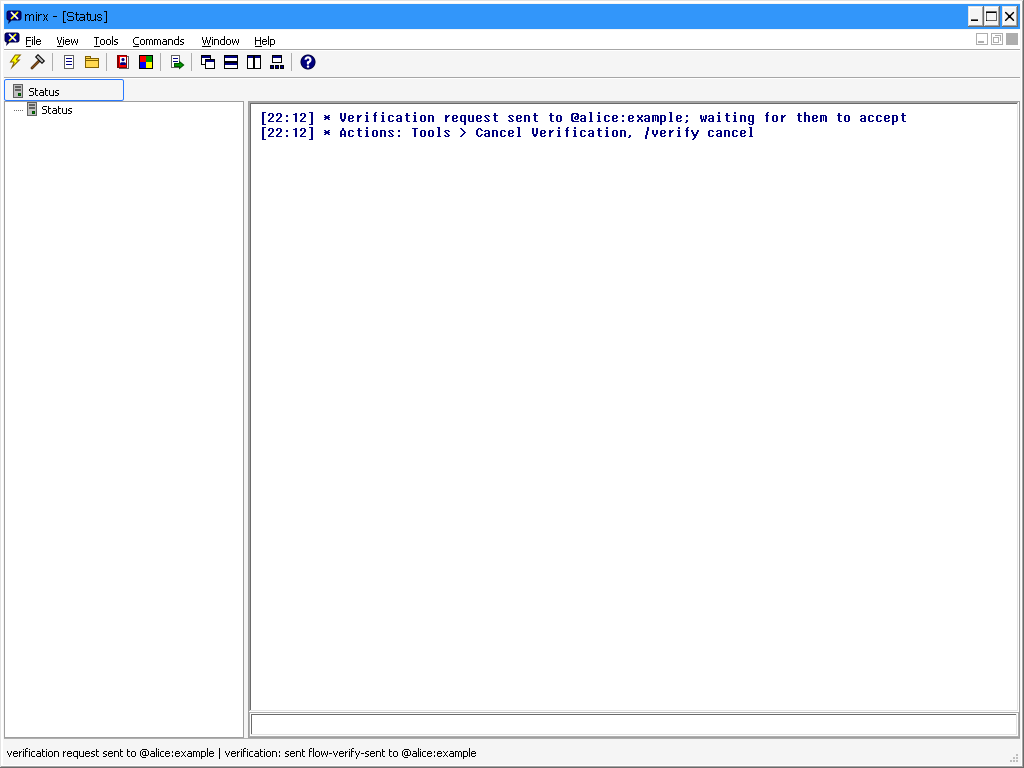 mirx - [Status]
File View Tools Commands Window Help
Status
Status
[22:12] * Verification request sent to @alice:example; waiting for them to accept
[22:12] * Actions: Tools > Cancel Verification, /verify cancel
verification request sent to @alice:example | verification: sent flow-verify-sent to @alice:example